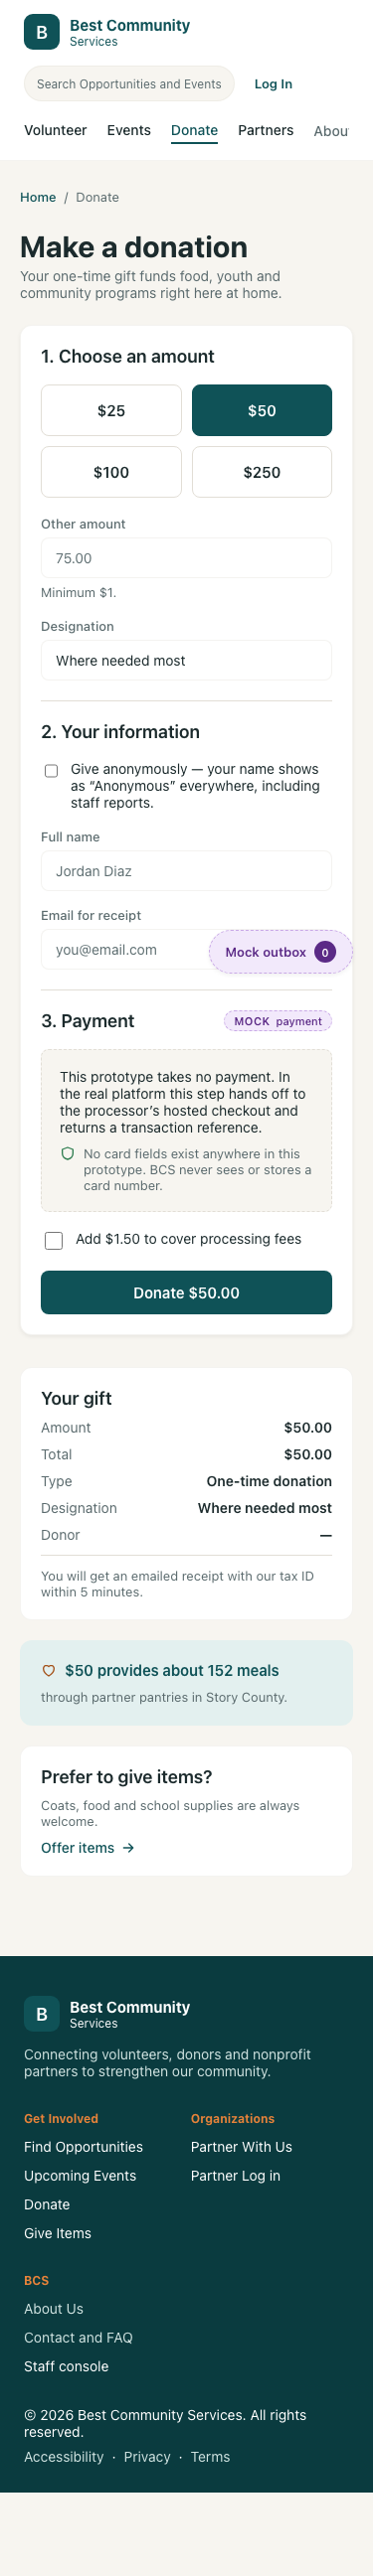 B
Best Community
Services
Search Opportunities and Events
Log In
Volunteer Events Donate Partners Abou
Home / Donate
Make a donation
Your one-time gift funds food, youth and
community programs right here at home.
1. Choose an amount
$25 $50
$100 $250
Other amount
75.00
Minimum $1.
Designation
Where needed most
2. Your information
Give anonymously — your name shows
as “Anonymous” everywhere, including
staff reports.
Full name
Jordan Diaz
Email for receipt
you@email.com
Mock outbox 0
3. Payment
MOCK payment
This prototype takes no payment. In
the real platform this step hands off to
the processor’s hosted checkout and
returns a transaction reference.
No card fields exist anywhere in this
prototype. BCS never sees or stores a
card number.
Add $1.50 to cover processing fees
Donate $50.00
Your gift
Amount $50.00
Total $50.00
Type One-time donation
Designation Where needed most
Donor —
You will get an emailed receipt with our tax ID
within 5 minutes.
$50 provides about 152 meals
through partner pantries in Story County.
Prefer to give items?
Coats, food and school supplies are always
welcome.
Offer items →
B
Best Community
Services
Connecting volunteers, donors and nonprofit
partners to strengthen our community.
Get Involved
Find Opportunities
Upcoming Events
Donate
Give Items
Organizations
Partner With Us
Partner Log in
BCS
About Us
Contact and FAQ
Staff console
© 2026 Best Community Services. All rights
reserved.
Accessibility · Privacy · Terms